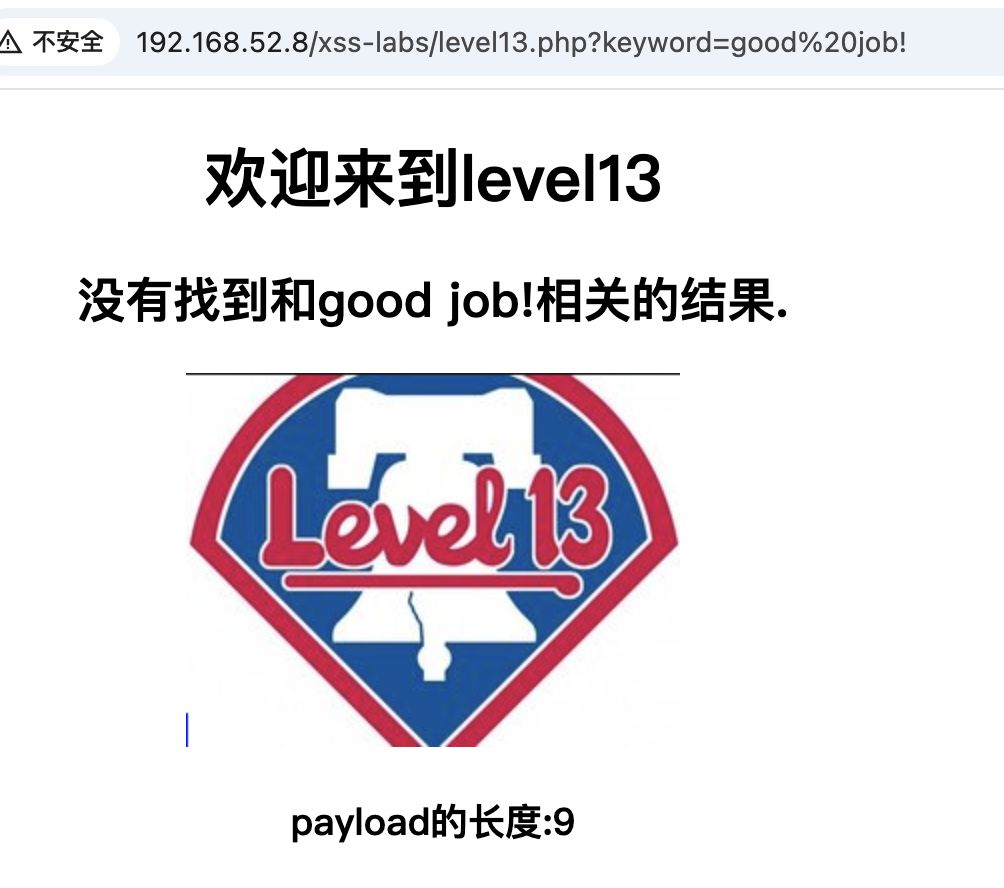 不安全 192.168.52.8/xss-labs/level13.php?keyword=good%20job!
欢迎来到level13
没有找到和good job!相关的结果.
Level 13
payload的长度:9